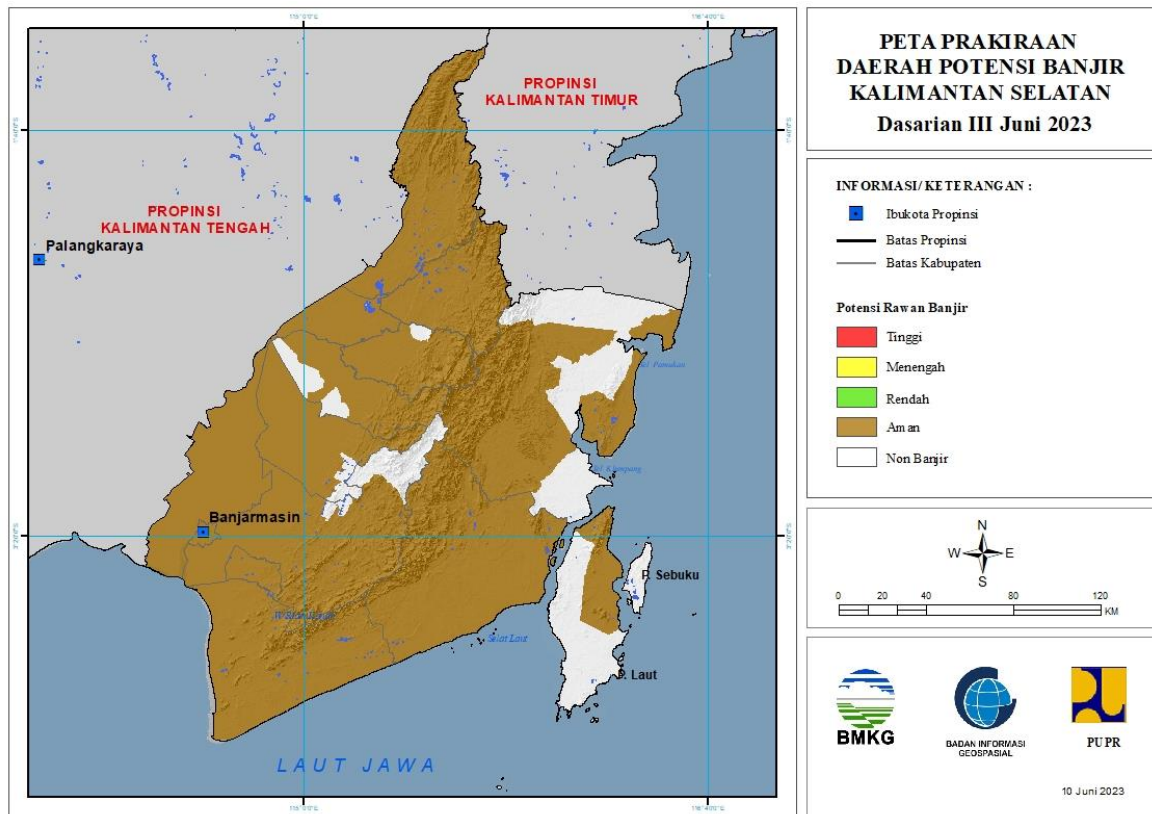 PETA PRAKIRAAN
DAERAH POTENSI BANJIR
KALIMANTAN SELATAN
Dasarian III Juni 2023
INFORMASI/ KETERANGAN :
Ibukota Propinsi
Batas Propinsi
Batas Kabupaten
Potensi Rawan Banjir
Tinggi
Menengah
Rendah
Aman
Non Banjir
N
W
E
S
0 20 40 80 120
KM
BMKG
BADAN INFORMASI
GEOSPASIAL
PUPR
10 Juni 2023
PROPINSI
KALIMANTAN TIMUR
PROPINSI
KALIMANTAN TENGAH
Palangkaraya
Banjarmasin
P. Sebuku
Selat Laut
P. Laut
LAUT JAWA